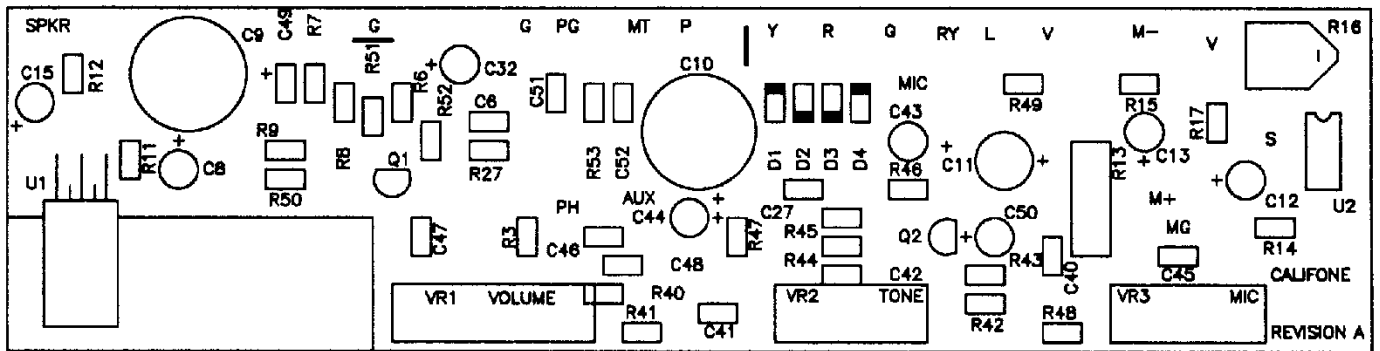 SPKR
C9
C49
R7
G
G
PG
MT
P
Y
R
G
RY
L
V
M-
V
R16
I
C15
R12
R51
R6
C32
C51
C10
MIC
R49
R15
R52
C6
C43
R17
R9
R8
Q1
R27
R53
C52
D1
D2
D3
D4
R46
C11
R13
C13
S
U1
R11
C8
R50
AUX
C12
U2
PH
C44
C27
M+
C47
R3
C46
R47
R45
Q2
C50
MG
R14
C48
R44
C42
R43
C40
C45
CALIFONE
VR1
VOLUME
R40
VR2
TONE
VR3
MIC
R41
C41
R42
R48
REVISION A